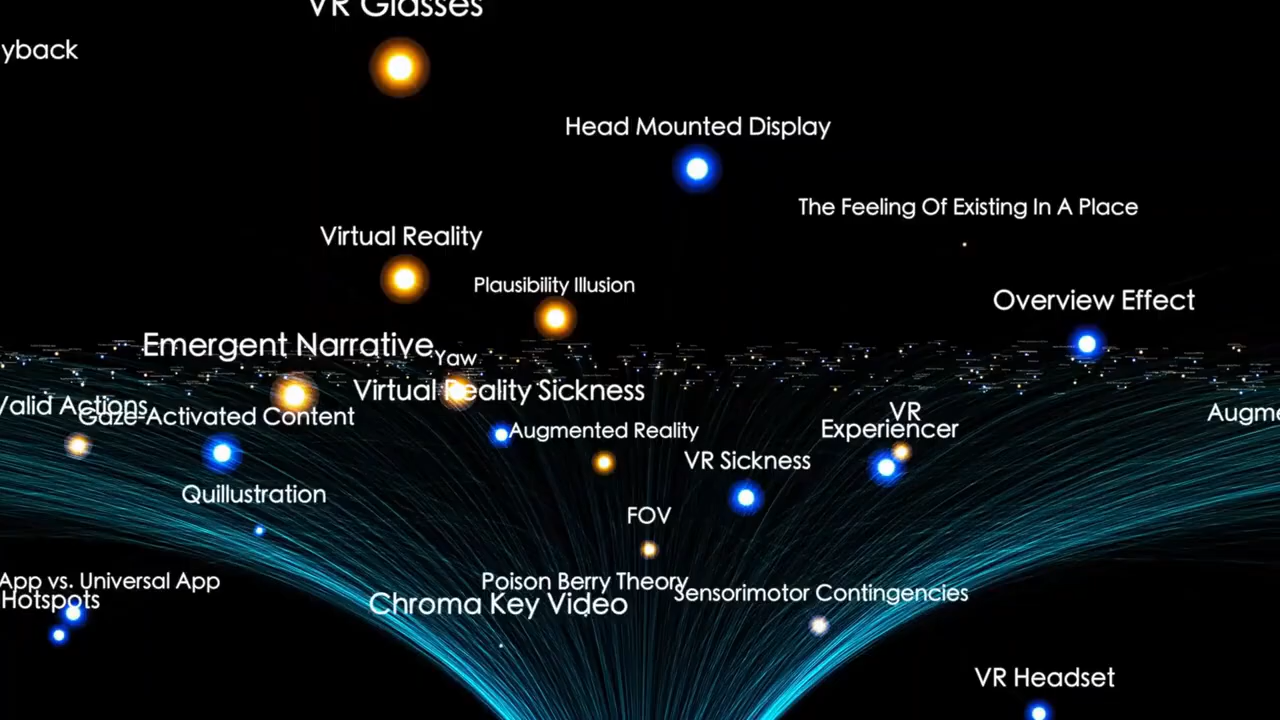 VR Glasses
yback
Head Mounted Display
The Feeling Of Existing In A Place
Virtual Reality
Plausibility Illusion
Overview Effect
Emergent Narrative
Yaw
Virtual Reality Sickness
Valid Actions
Gaze-Activated Content
VR
Experiencer
Augme
Augmented Reality
VR Sickness
Quillustration
FOV
App vs. Universal App
Hotspots
Poison Berry Theory
Chroma Key Video
Sensorimotor Contingencies
VR Headset